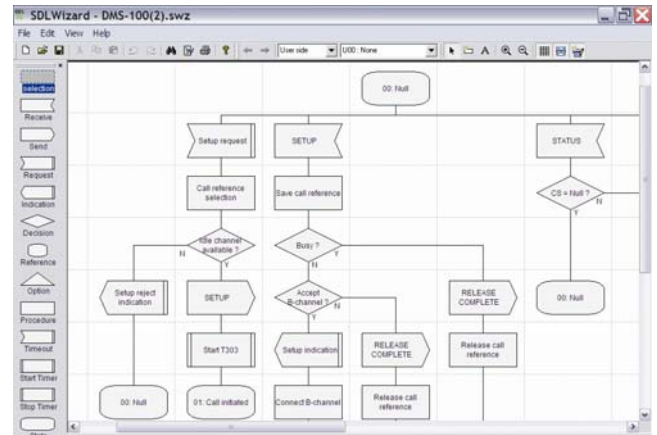 SDLWizard - DMS-100(2).swz
File Edit View Help
User side
U00 : None
selection
Receive
Send
Request
Indication
Decision
Reference
Option
Procedure
Timeout
Start Timer
Stop Timer
State
00: Null
Setup request
SETUP
STATUS
Call reference
selection
Save call reference
CS = Null ?
N
Y
Idle channel
available ?
N
Y
Busy ?
Y
N
Setup reject
indication
SETUP
Accept
B-channel ?
N
Y
RELEASE
COMPLETE
00: Null
Start T303
Setup indication
RELEASE
COMPLETE
Release call
reference
00: Null
01: Call initiated
Connect B-channel
Release call
reference